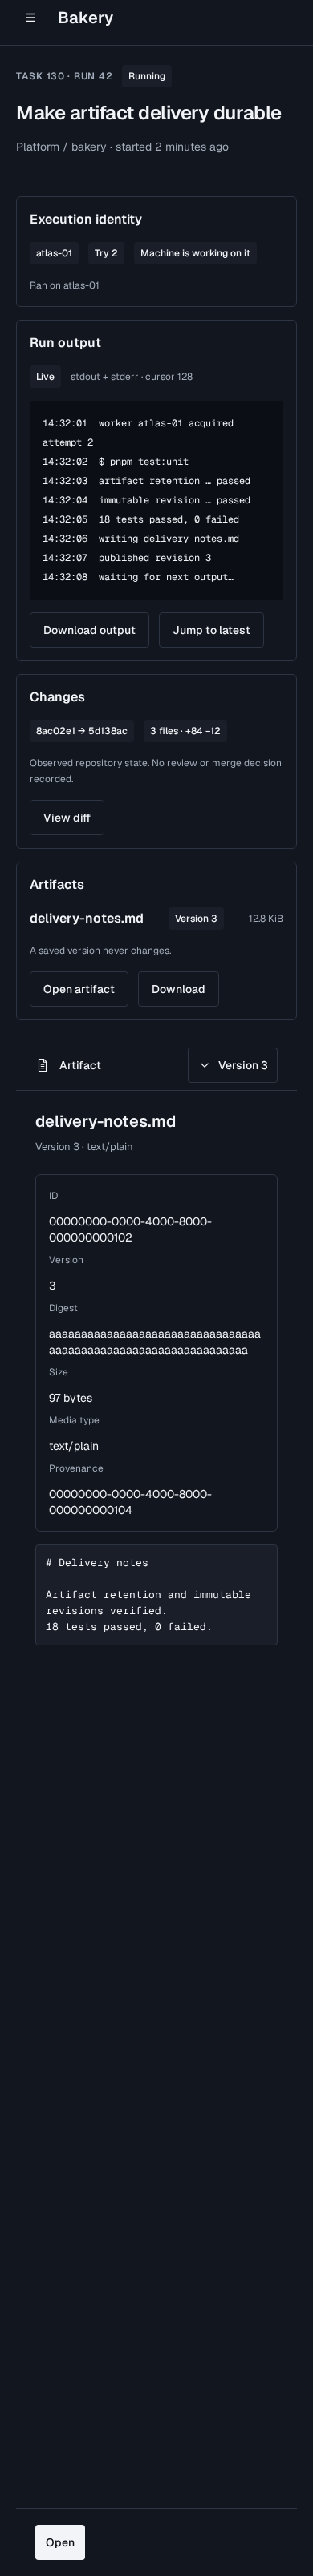 Bakery
TASK 130 · RUN 42 Running
Make artifact delivery durable
Platform / bakery · started 2 minutes ago
Execution identity
atlas-01 Try 2 Machine is working on it
Ran on atlas-01
Run output
Live stdout + stderr · cursor 128
14:32:01 worker atlas-01 acquired
attempt 2
14:32:02 $ pnpm test:unit
14:32:03 artifact retention … passed
14:32:04 immutable revision … passed
14:32:05 18 tests passed, 0 failed
14:32:06 writing delivery-notes.md
14:32:07 published revision 3
14:32:08 waiting for next output…
Download output Jump to latest
Changes
8ac02e1 → 5d138ac 3 files · +84 −12
Observed repository state. No review or merge decision
recorded.
View diff
Artifacts
delivery-notes.md Version 3 12.8 KiB
A saved version never changes.
Open artifact Download
Artifact Version 3
delivery-notes.md
Version 3 · text/plain
ID
00000000-0000-4000-8000-
000000000102
Version
3
Digest
aaaaaaaaaaaaaaaaaaaaaaaaaaaaaaaaa
aaaaaaaaaaaaaaaaaaaaaaaaaaaaaaa
Size
97 bytes
Media type
text/plain
Provenance
00000000-0000-4000-8000-
000000000104
# Delivery notes
Artifact retention and immutable
revisions verified.
18 tests passed, 0 failed.
Open